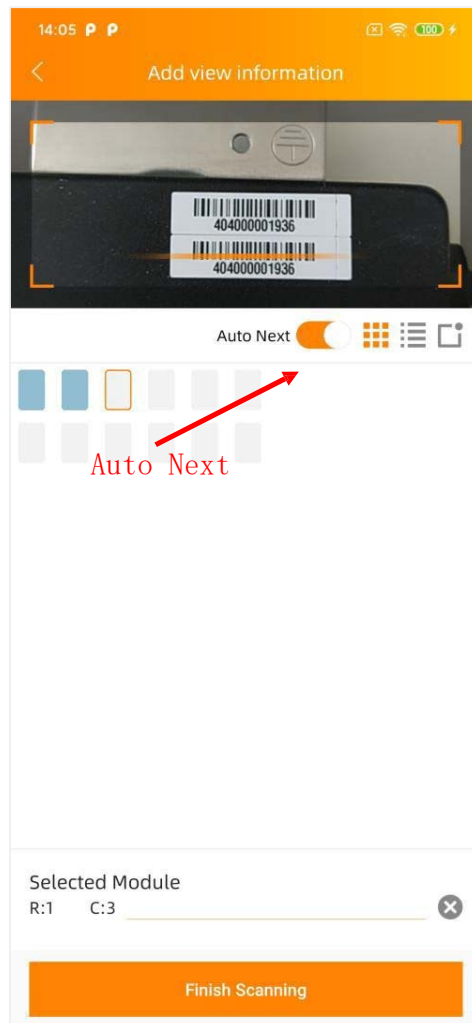 14:05 P P 100
Add view information
404000001936
404000001936
Auto Next
Auto Next
Selected Module
R:1 C:3
Finish Scanning